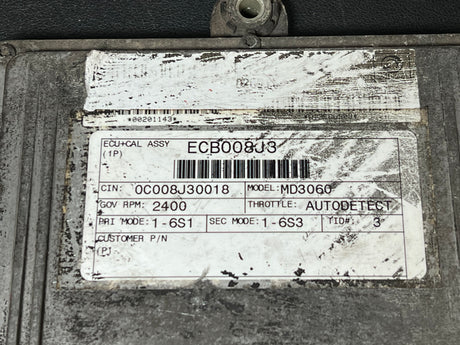 *00201143*
ECU+CAL ASSY ECB008J3
(1P)
CIN: 0C008J30018 MODEL: MD3060
GOV RPM: 2400 THROTTLE: AUTODETECT
PRI MODE: 1-6S1 SEC MODE: 1-6S3 TID#: 3
CUSTOMER P/N
(P)